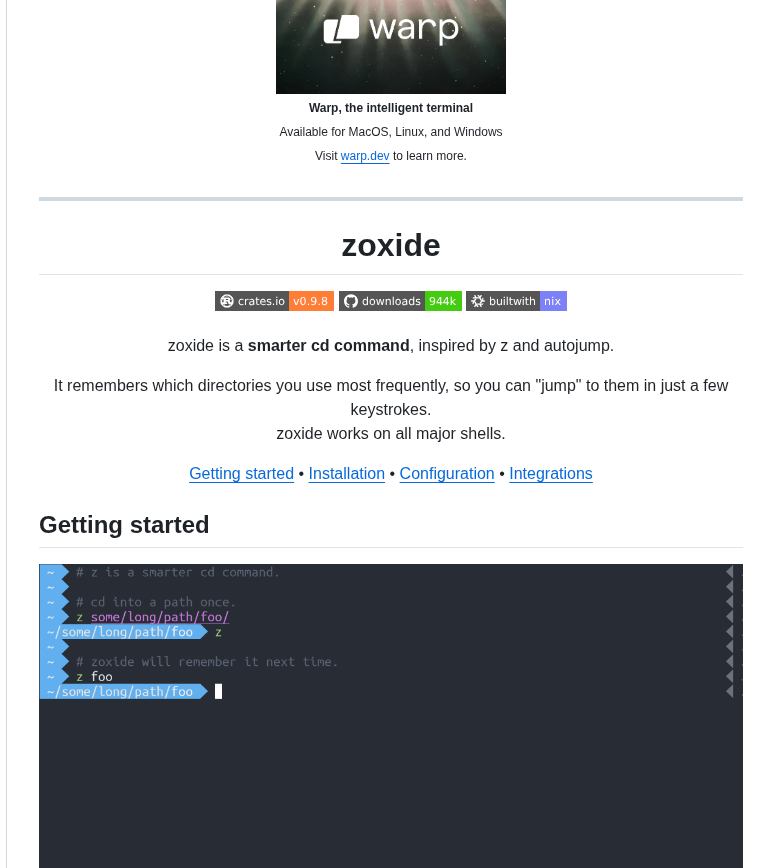 warp
Warp, the intelligent terminal
Available for MacOS, Linux, and Windows
Visit warp.dev to learn more.
zoxide
crates.io v0.9.8 downloads 944k builtwith nix
zoxide is a smarter cd command, inspired by z and autojump.
It remembers which directories you use most frequently, so you can "jump" to them in just a few
keystrokes.
zoxide works on all major shells.
Getting started • Installation • Configuration • Integrations
Getting started
~ # z is a smarter cd command.
~
~ # cd into a path once.
~ z some/long/path/foo/
~/some/long/path/foo z
~
~ # zoxide will remember it next time.
~ z foo
~/some/long/path/foo